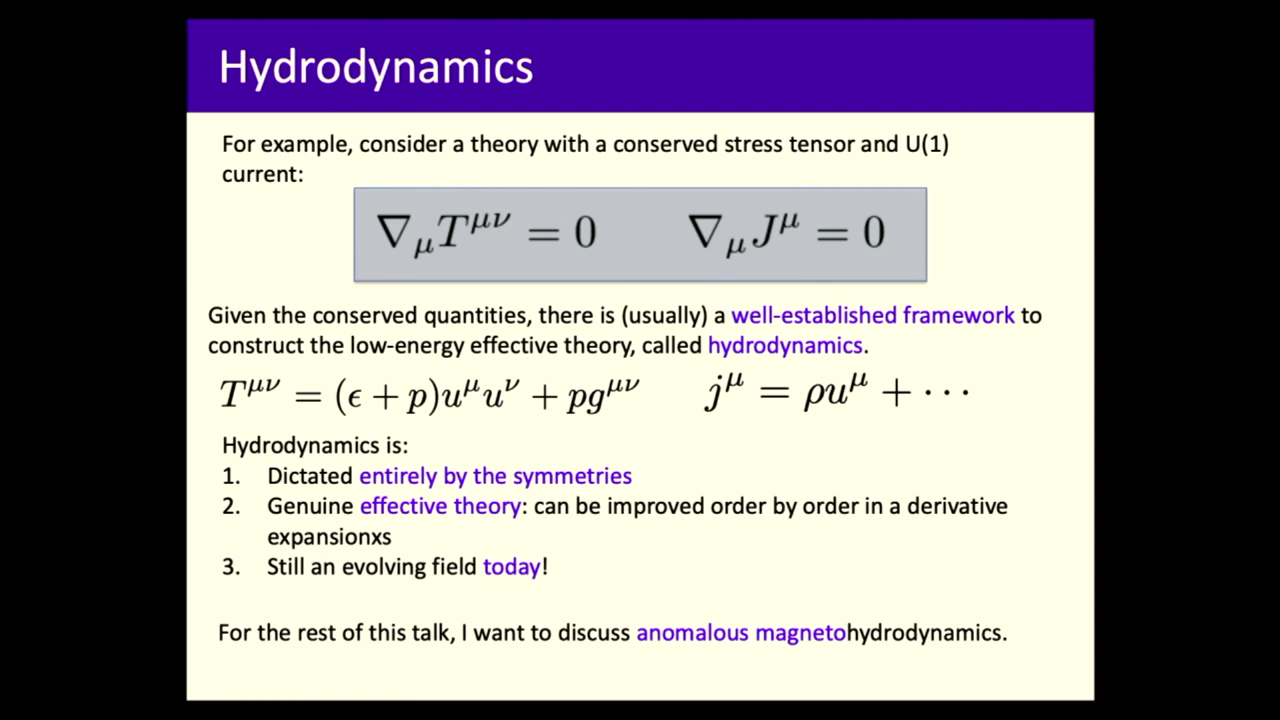 Hydrodynamics
For example, consider a theory with a conserved stress tensor and U(1)
current:
∇_μ T^{μν} = 0    ∇_μ J^μ = 0
Given the conserved quantities, there is (usually) a well-established framework to
construct the low-energy effective theory, called hydrodynamics.
T^{μν} = (ϵ + p)u^μ u^ν + pg^{μν}    j^μ = ρu^μ + ⋯
Hydrodynamics is:
1. Dictated entirely by the symmetries
2. Genuine effective theory: can be improved order by order in a derivative
expansionxs
3. Still an evolving field today!
For the rest of this talk, I want to discuss anomalous magnetohydrodynamics.